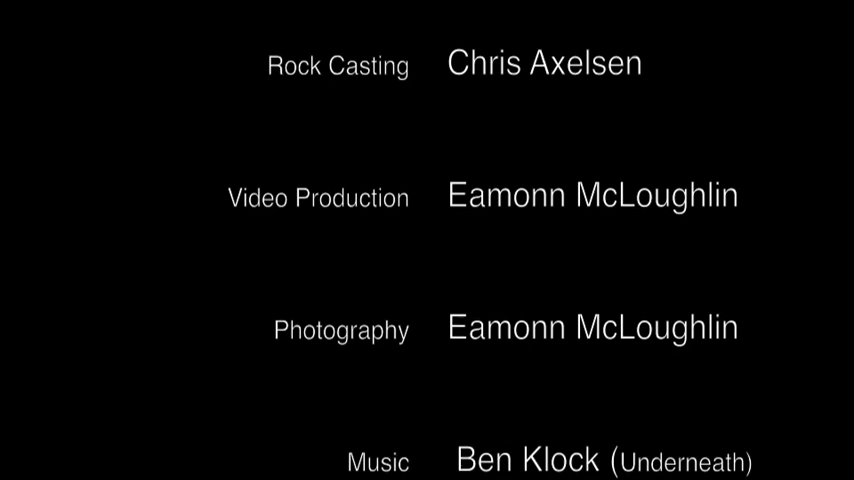 Rock Casting Chris Axelsen
Video Production Eamonn McLoughlin
Photography Eamonn McLoughlin
Music Ben Klock (Underneath)